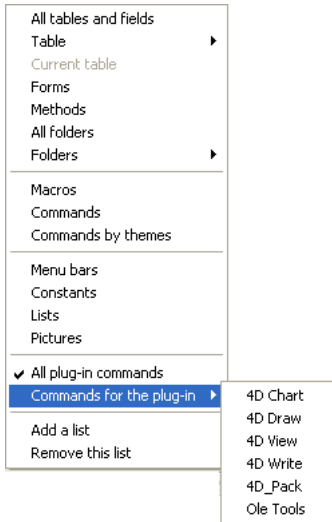 All tables and fields
Table
Current table
Forms
Methods
All folders
Folders
Macros
Commands
Commands by themes
Menu bars
Constants
Lists
Pictures
All plug-in commands
Commands for the plug-in
Add a list
Remove this list
4D Chart
4D Draw
4D View
4D Write
4D_Pack
Ole Tools